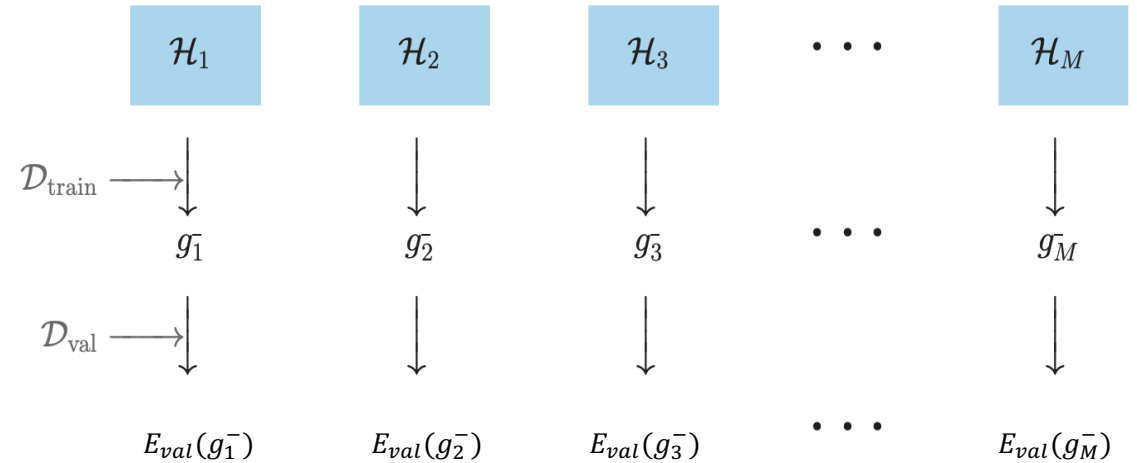 ℋ₁ ℋ₂ ℋ₃ • • • ℋ_M
𝒟_train
g₁⁻ g₂⁻ g₃⁻ • • • g_M⁻
𝒟_val
E_val(g₁⁻) E_val(g₂⁻) E_val(g₃⁻) • • • E_val(g_M⁻)